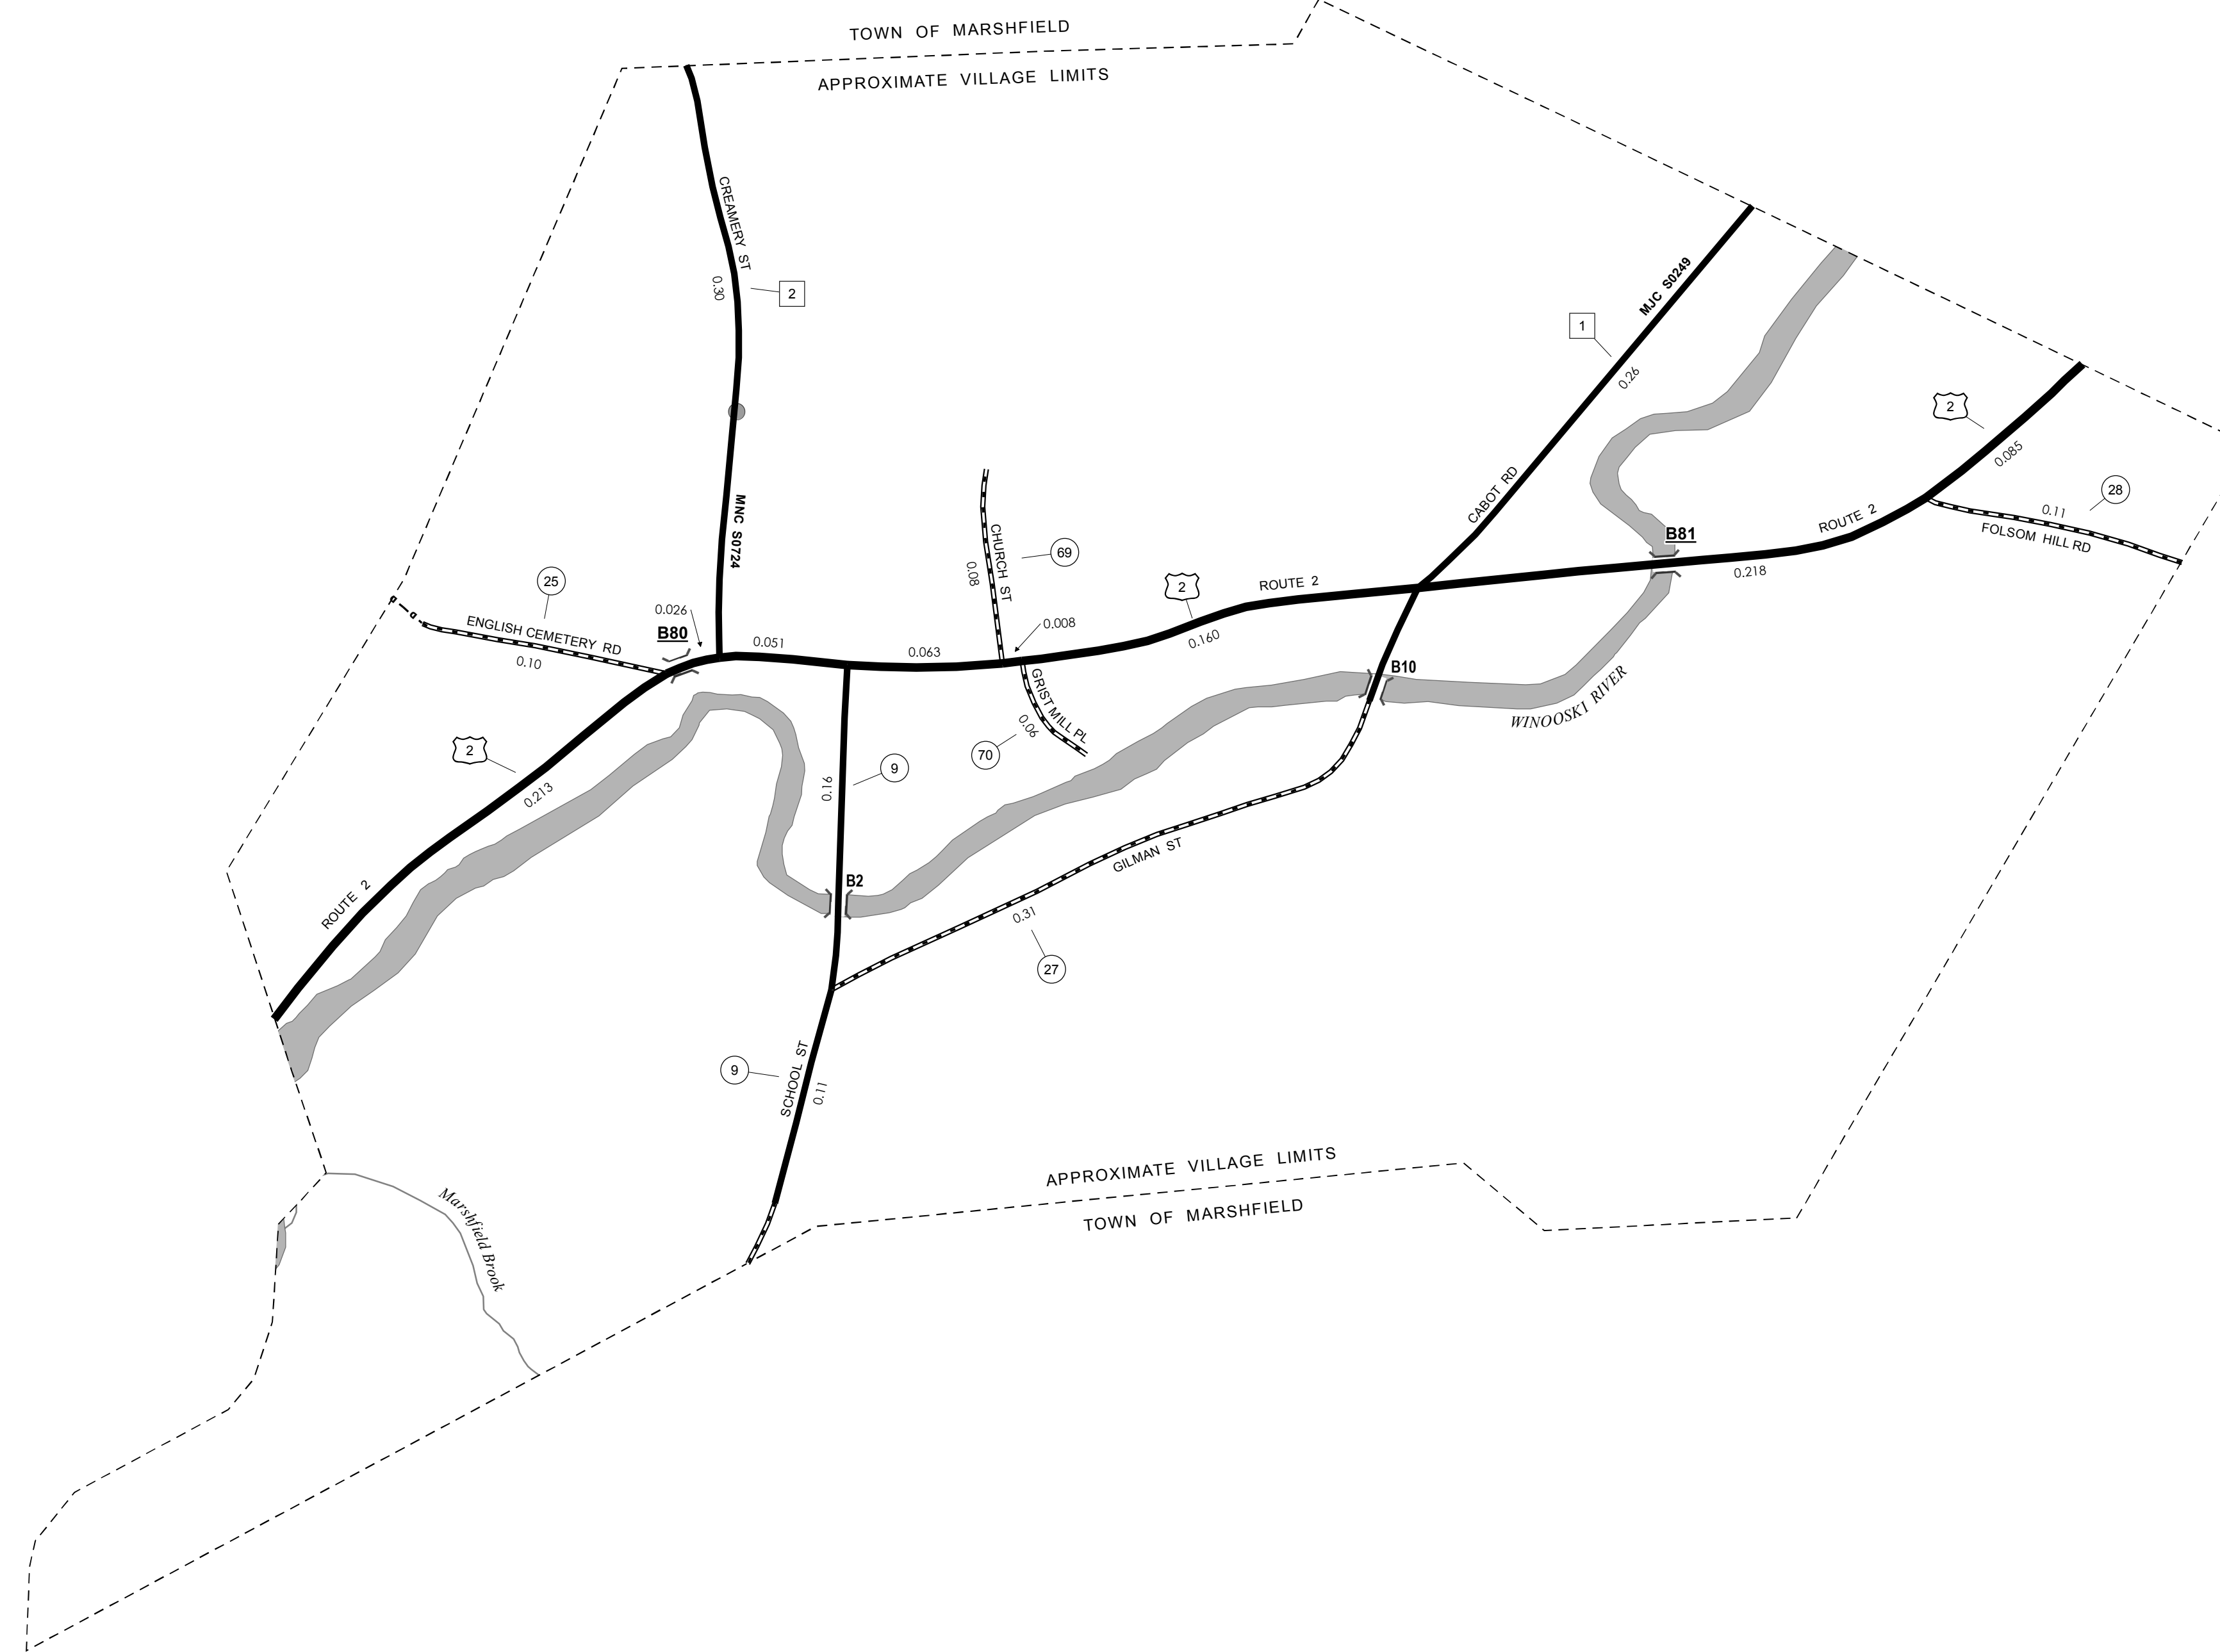 TOWN OF MARSHFIELD
APPROXIMATE VILLAGE LIMITS
CREAMERY ST
0.30
2
MNC S0724
MJC S0249
1
0.26
CABOT RD
2
0.085
28
0.11
FOLSOM HILL RD
ROUTE 2
B81
0.218
69
CHURCH ST
0.08
2
ROUTE 2
0.160
0.008
25
ENGLISH CEMETERY RD
0.10
0.026
B80
0.051
0.063
GRIST MILL PL
0.06
70
B10
WINOOSKI RIVER
2
0.213
ROUTE 2
9
0.16
B2
GILMAN ST
0.31
27
9
SCHOOL ST
0.11
APPROXIMATE VILLAGE LIMITS
TOWN OF MARSHFIELD
Marshfield Brook